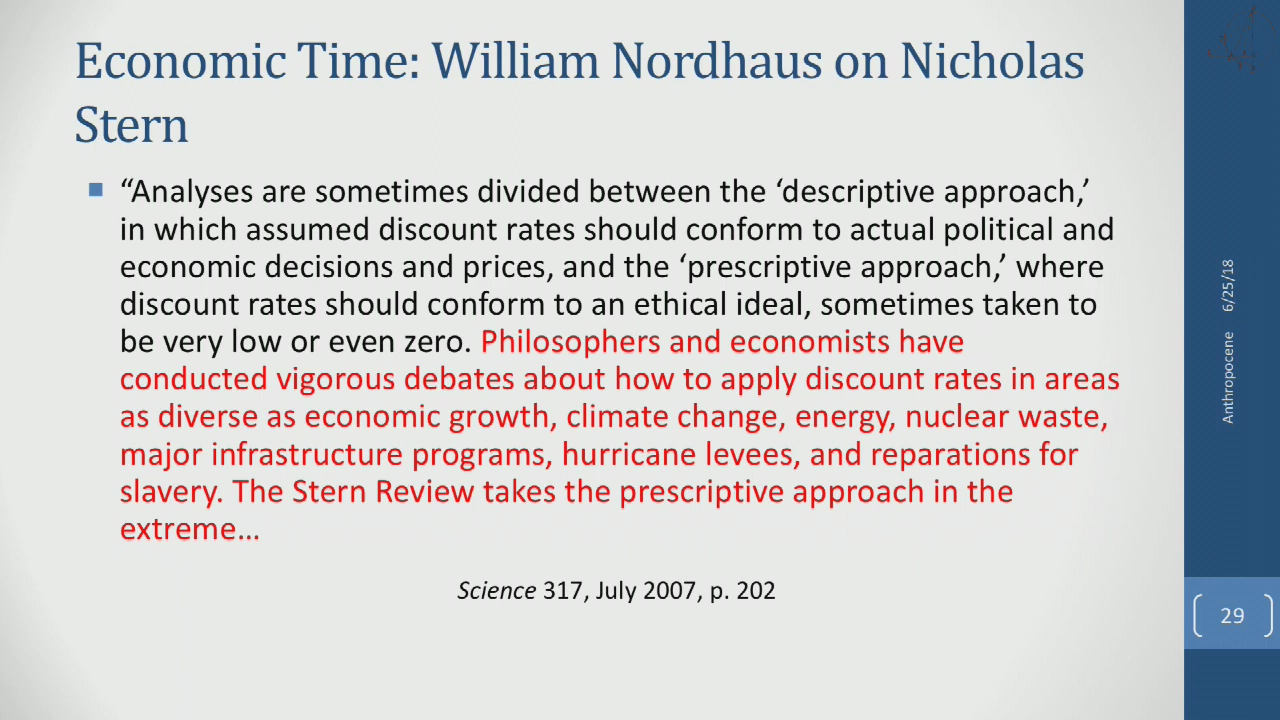 Economic Time: William Nordhaus on Nicholas
Stern
“Analyses are sometimes divided between the ‘descriptive approach,’
in which assumed discount rates should conform to actual political and
economic decisions and prices, and the ‘prescriptive approach,’ where
discount rates should conform to an ethical ideal, sometimes taken to
be very low or even zero. Philosophers and economists have
conducted vigorous debates about how to apply discount rates in areas
as diverse as economic growth, climate change, energy, nuclear waste,
major infrastructure programs, hurricane levees, and reparations for
slavery. The Stern Review takes the prescriptive approach in the
extreme…
Science 317, July 2007, p. 202
Anthropocene 6/25/18
29